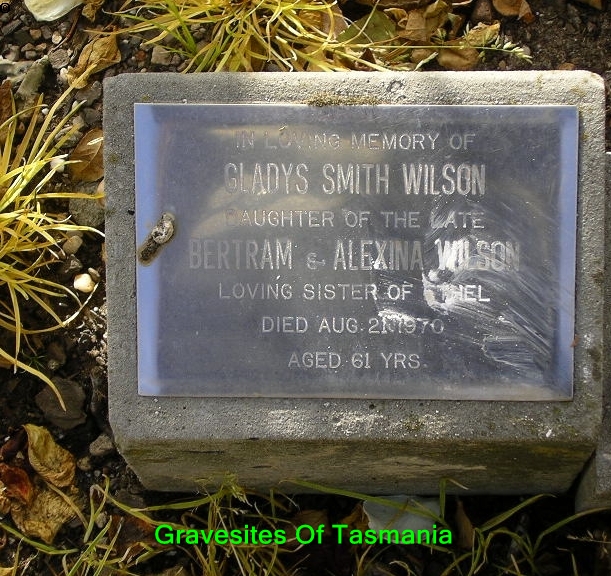 IN LOVING MEMORY OF
GLADYS SMITH WILSON
DAUGHTER OF THE LATE
BERTRAM & ALEXINA WILSON
LOVING SISTER OF ETHEL
DIED AUG. 21. 1970
AGED 61 YRS.
Gravesites Of Tasmania